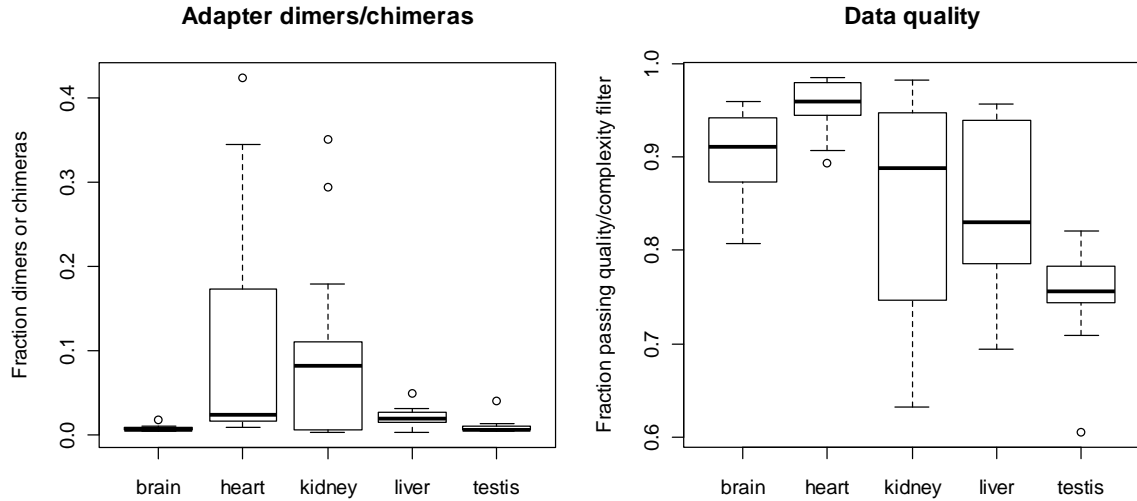 Adapter dimers/chimeras
Fraction dimers or chimeras
0.4
0.3
0.2
0.1
0.0
brain heart kidney liver testis
Data quality
Fraction passing quality/complexity filter
1.0
0.9
0.8
0.7
0.6
brain heart kidney liver testis